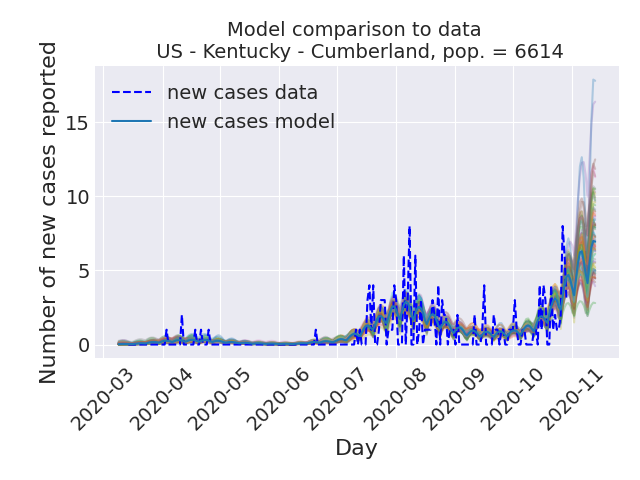 Model comparison to data
US - Kentucky - Cumberland, pop. = 6614
new cases data
new cases model
Number of new cases reported
15
10
5
0
2020-03
2020-04
2020-05
2020-06
2020-07
2020-08
2020-09
2020-10
2020-11
Day